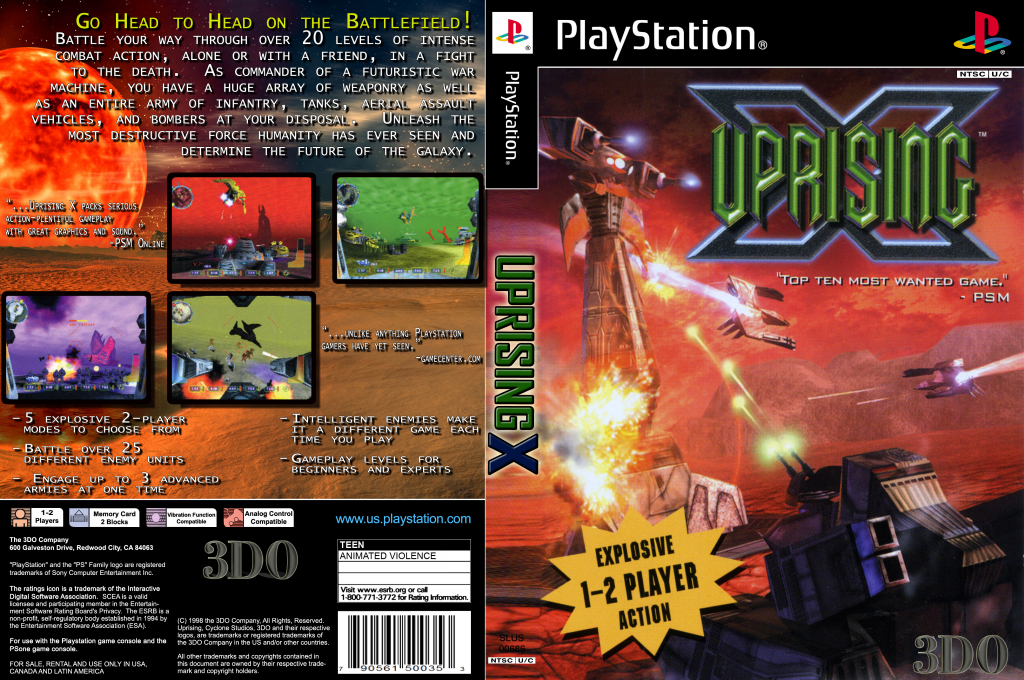 Go Head to Head on the Battlefield!
Battle your way through over 20 levels of intense
combat action, alone or with a friend, in a fight
to the death. As commander of a futuristic war
machine, you have a huge array of weaponry as well
as an entire army of infantry, tanks, aerial assault
vehicles, and bombers at your disposal. Unleash the
most destructive force humanity has ever seen and
determine the future of the galaxy.
"...Uprising X packs serious
action-plentiful gameplay
with great graphics and sound."
-PSM Online
"...unlike anything Playstation
gamers have yet seen."
-gamecenter.com
- 5 explosive 2-player
modes to choose from
- Battle over 25
different enemy units
- Engage up to 3 advanced
armies at one time
- Intelligent enemies make
it a different game each
time you play
- Gameplay levels for
beginners and experts
1-2
Players
Memory Card
2 Blocks
Vibration Function
Compatible
Analog Control
Compatible
www.us.playstation.com
The 3DO Company
600 Galveston Drive, Redwood City, CA 84063
"PlayStation" and the "PS" Family logo are registered
trademarks of Sony Computer Entertainment Inc.
The ratings icon is a trademark of the Interactive
Digital Software Association. SCEA is a valid
licensee and participating member in the Entertain-
ment Software Rating Board's Privacy. The ESRB is a
non-profit, self-regulatory body established in 1994 by
the Entertainment Software Association (ESA).
For use with the Playstation game console and the
PSone game console.
FOR SALE, RENTAL AND USE ONLY IN USA,
CANADA AND LATIN AMERICA
3DO
(C) 1998 the 3DO Company, All Rights, Reserved.
Uprising, Cyclone Studios, 3DO and their respective
logos, are trademarks or registered trademarks of
the 3DO Company in the US and/or other countries.
All other trademarks and copyrights contained in
this document are owned by their respective trade-
mark and copyright holders.
TEEN
ANIMATED VIOLENCE
Visit www.esrb.org or call
1-800-771-3772 for Rating Information.
7 90561 50035 3
PlayStation®
UPRISING X
PlayStation®
NTSC U/C
X
UPRISING™
"Top ten most wanted game."
- PSM
EXPLOSIVE
1-2 PLAYER
ACTION
SLUS
00685
NTSC U/C
3DO